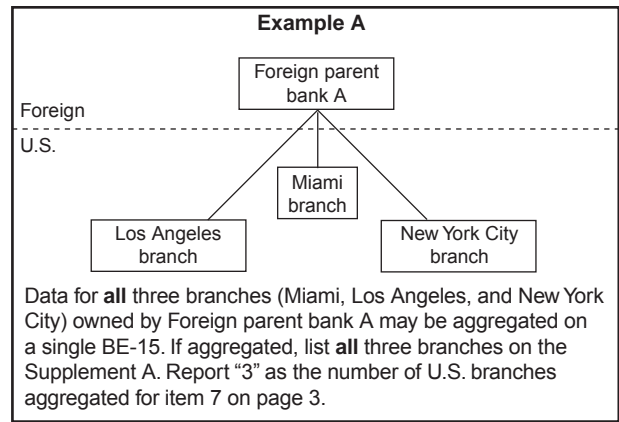 Example A
Foreign parent
bank A
Foreign
U.S.
Miami
branch
Los Angeles
branch
New York City
branch
Data for all three branches (Miami, Los Angeles, and New York
City) owned by Foreign parent bank A may be aggregated on
a single BE-15. If aggregated, list all three branches on the
Supplement A. Report “3” as the number of U.S. branches
aggregated for item 7 on page 3.